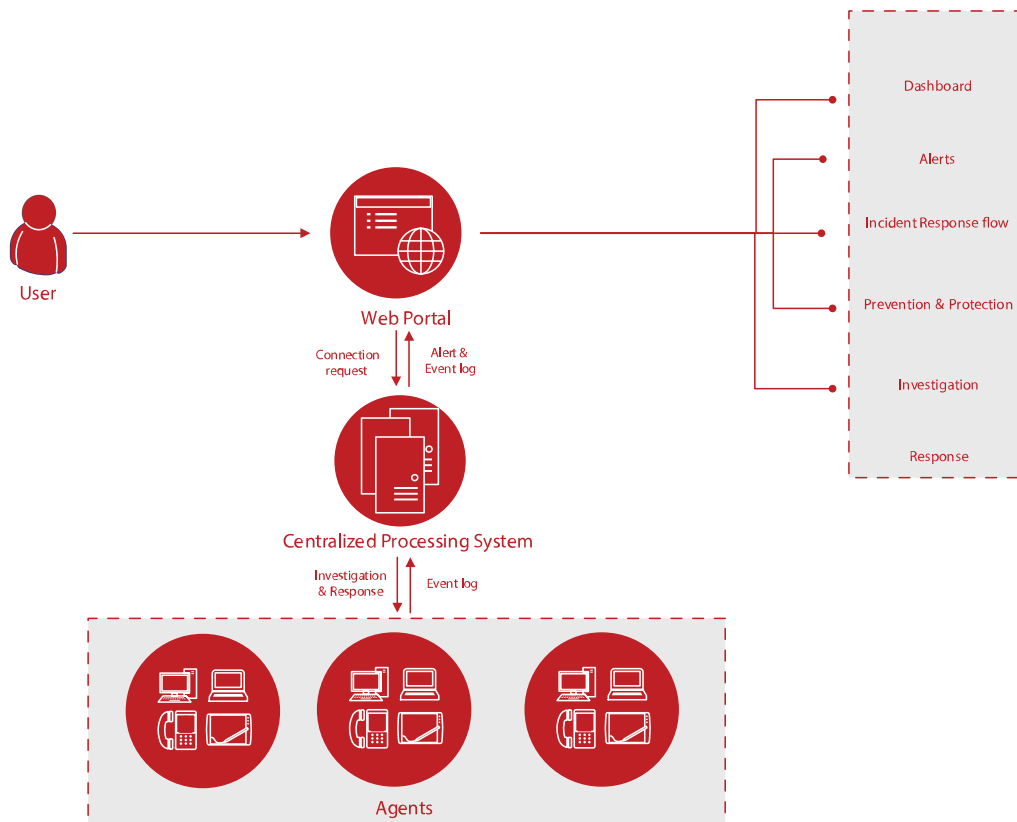 Dashboard
Alerts
Incident Response flow
Prevention & Protection
Investigation
Response
User
Web Portal
Connection
request
Alert &
Event log
Centralized Processing System
Investigation
& Response
Event log
Agents